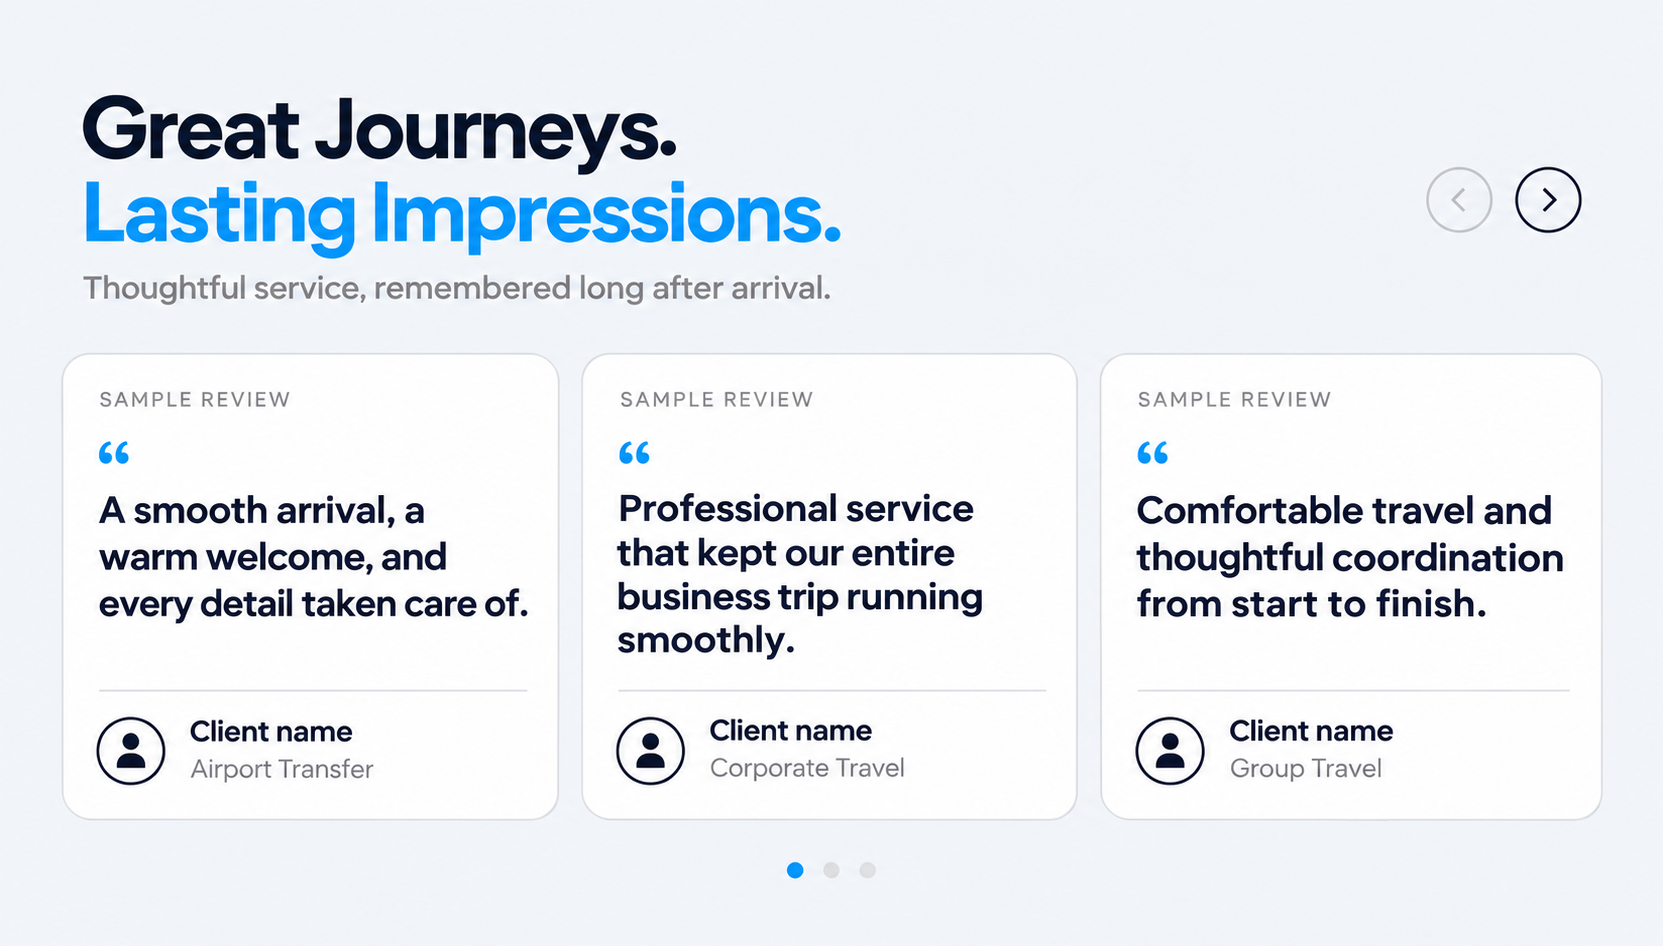 Great Journeys.
Lasting Impressions.
Thoughtful service, remembered long after arrival.
SAMPLE REVIEW
“
A smooth arrival, a
warm welcome, and
every detail taken care of.
Client name
Airport Transfer
SAMPLE REVIEW
“
Professional service
that kept our entire
business trip running
smoothly.
Client name
Corporate Travel
SAMPLE REVIEW
“
Comfortable travel and
thoughtful coordination
from start to finish.
Client name
Group Travel